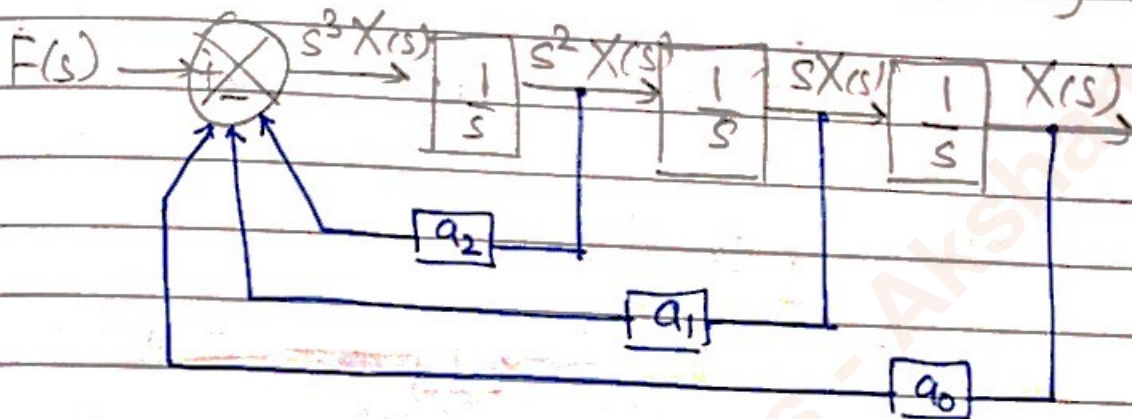 F(s) + - s³X(s) 1/s s²X(s) 1/s sX(s) 1/s X(s)
a₂
a₁
a₀